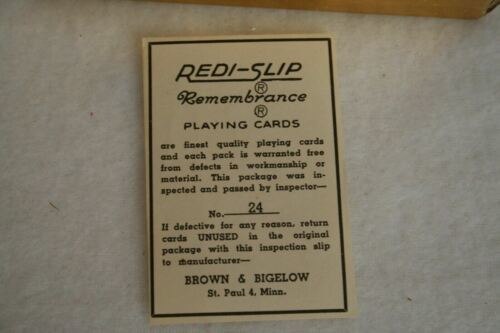 REDI-SLIP
®
Remembrance
®
PLAYING CARDS
are finest quality playing cards
and each pack is warranted free
from defects in workmanship or
material. This package was in-
spected and passed by inspector—
No. 24
If defective for any reason, return
cards UNUSED in the original
package with this inspection slip
to manufacturer—
BROWN & BIGELOW
St. Paul 4, Minn.